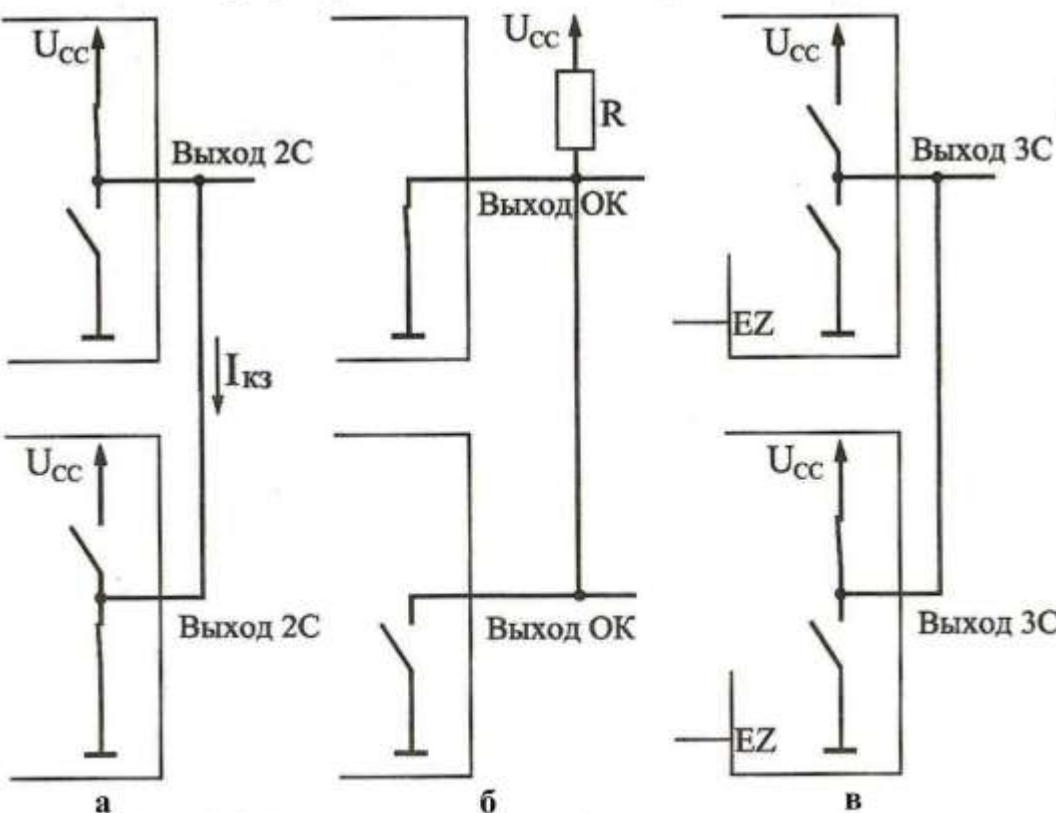 U_CC
Выход 2С
I_КЗ
U_CC
Выход 2С
а
U_CC
R
Выход ОК
Выход ОК
б
U_CC
Выход 3С
EZ
U_CC
Выход 3С
EZ
в